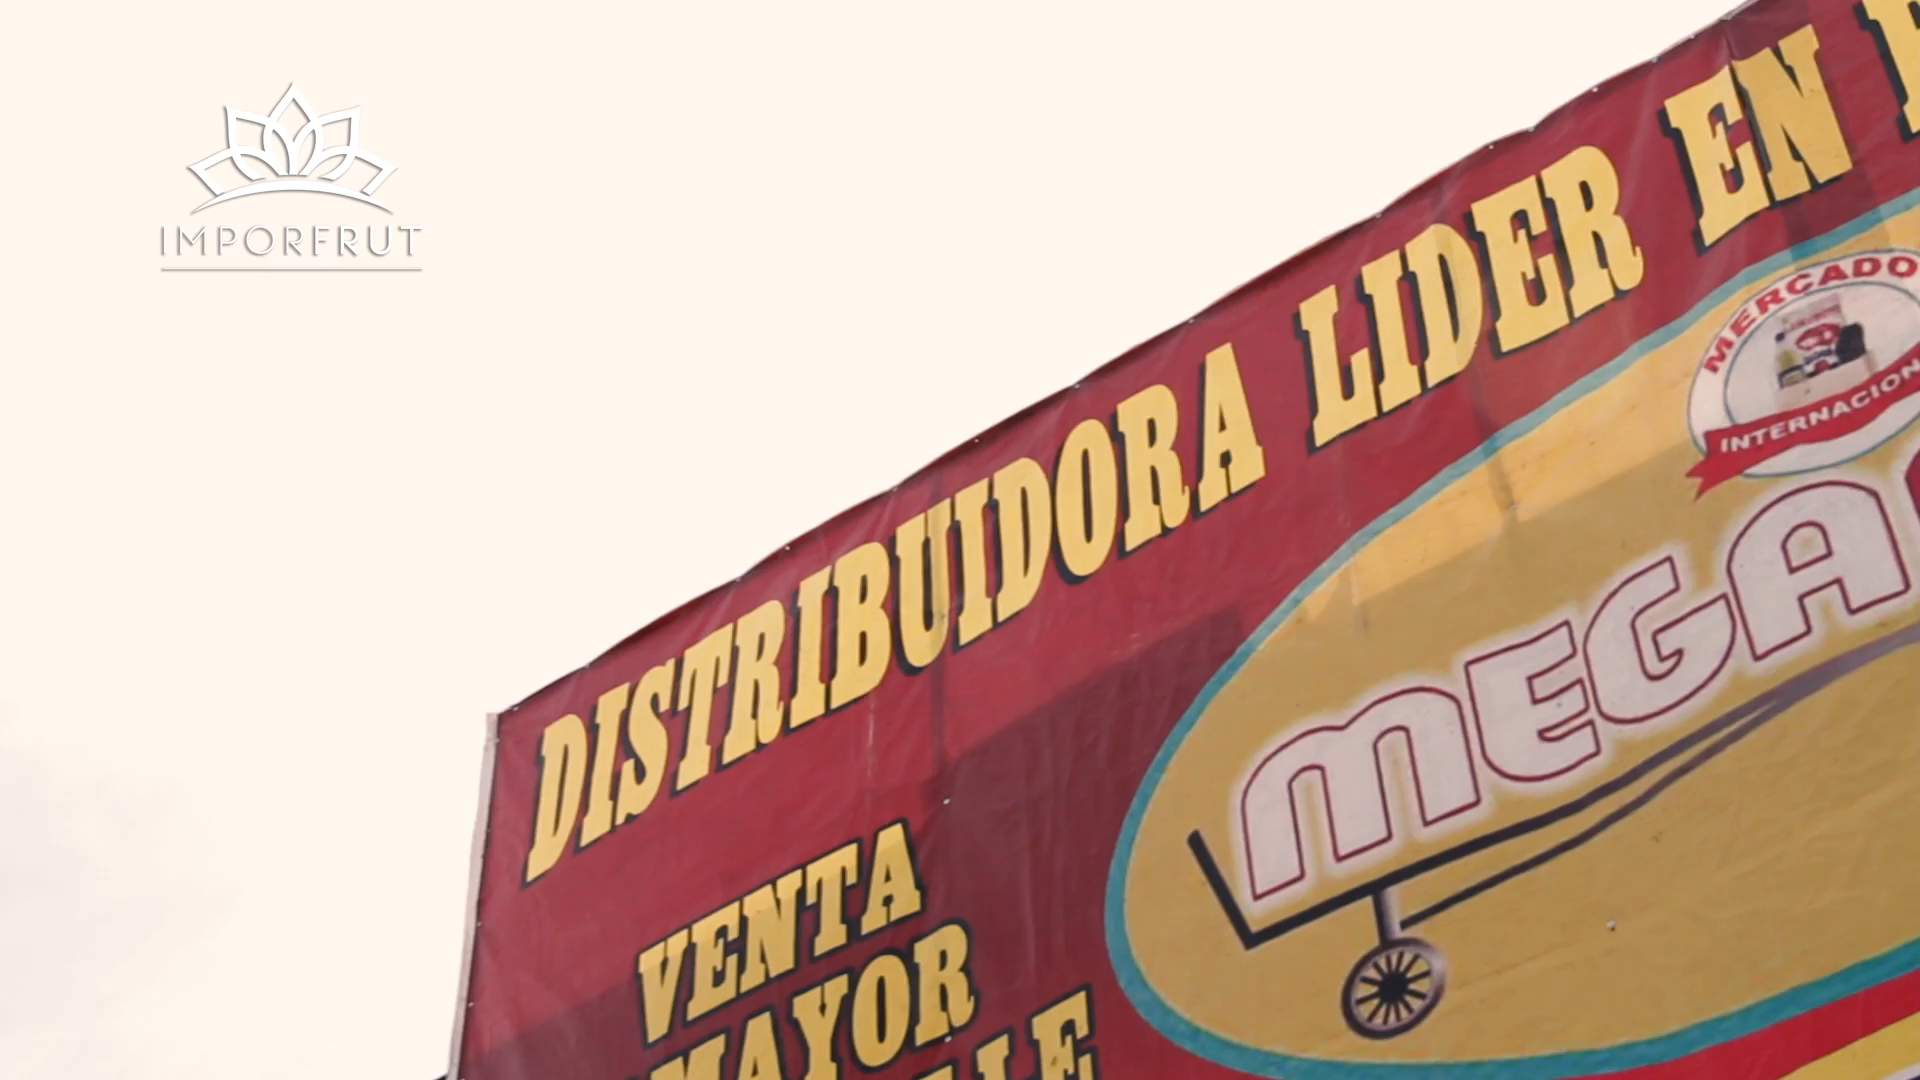 IMPORFRUT
DISTRIBUIDORA LIDER EN
MERCADO
INTERNACION
MEGA
VENTA
MAYOR